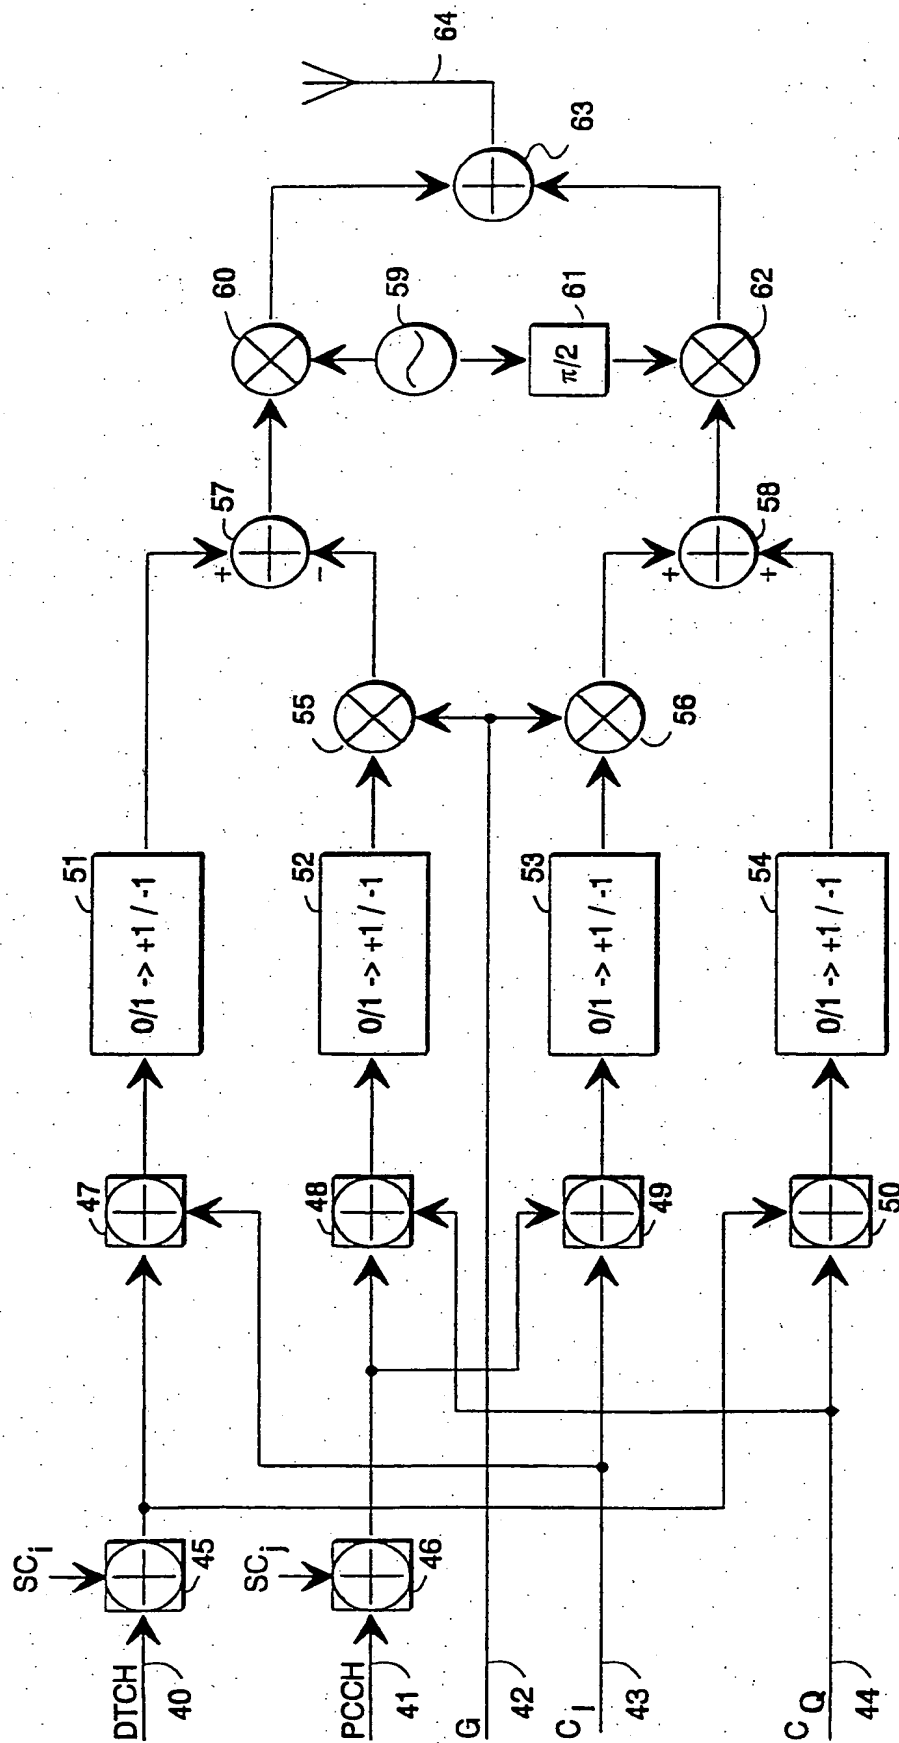 DTCH
40
SC_i
45
47
0/1 -> +1 / -1
51
+
57
60
PCCH
41
SC_j
46
48
0/1 -> +1 / -1
52
55
-
59
G
42
63
64
C_I
43
49
0/1 -> +1 / -1
53
56
+
π/2
61
C_Q
44
50
0/1 -> +1 / -1
54
+
58
62